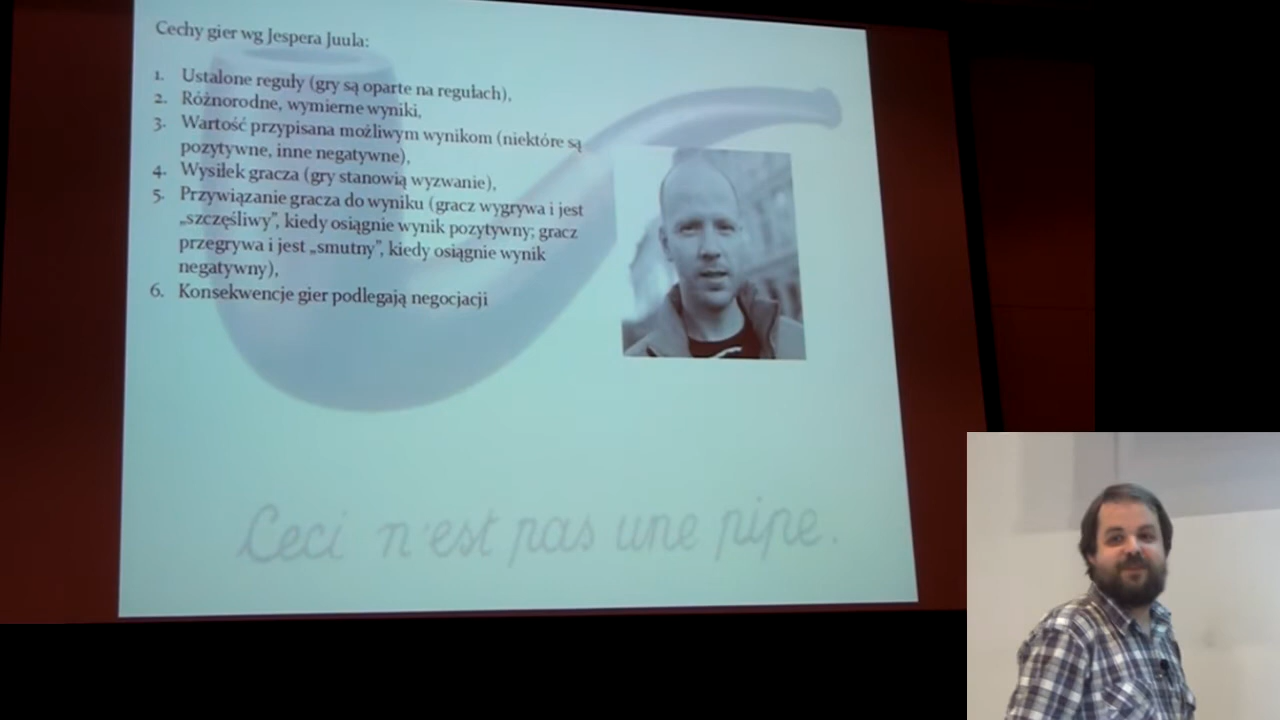 Cechy gier wg Jespera Juula:
1. Ustalone reguły (gry są oparte na regułach),
2. Różnorodne, wymierne wyniki,
3. Wartość przypisana możliwym wynikom (niektóre są
pozytywne, inne negatywne),
4. Wysiłek gracza (gry stanowią wyzwanie),
5. Przywiązanie gracza do wyniku (gracz wygrywa i jest
„szczęśliwy”, kiedy osiągnie wynik pozytywny; gracz
przegrywa i jest „smutny”, kiedy osiągnie wynik
negatywny),
6. Konsekwencje gier podlegają negocjacji
Ceci n'est pas une pipe.